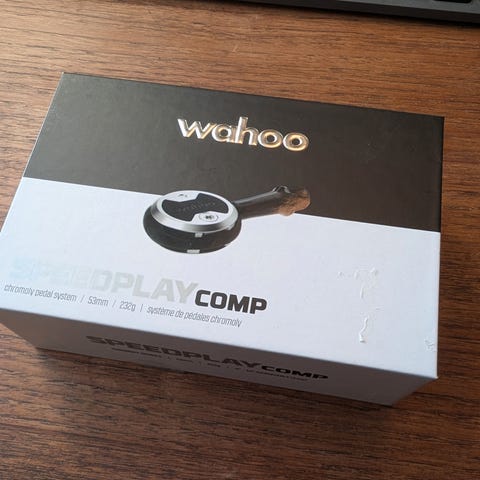 wahoo
SPEEDPLAY COMP
chromoly pedal system / 53mm / 232g / système de pédales chromoly
SPEEDPLAY COMP